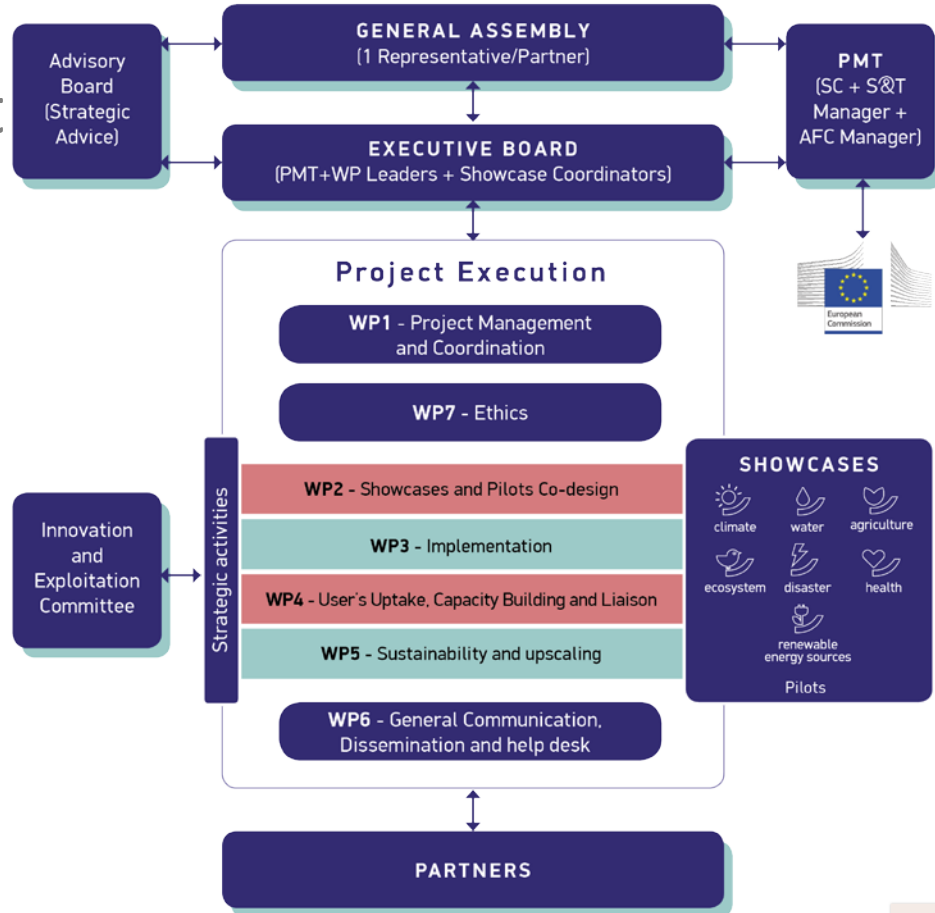 GENERAL ASSEMBLY
(1 Representative/Partner)
Advisory
Board
(Strategic
Advice)
PMT
(SC + S&T
Manager +
AFC Manager)
EXECUTIVE BOARD
(PMT+WP Leaders + Showcase Coordinators)
European
Commission
Project Execution
WP1 - Project Management
and Coordination
WP7 - Ethics
Strategic activities
WP2 - Showcases and Pilots Co-design
WP3 - Implementation
WP4 - User's Uptake, Capacity Building and Liaison
WP5 - Sustainability and upscaling
Innovation
and
Exploitation
Committee
SHOWCASES
climate
water
agriculture
ecosystem
disaster
health
renewable
energy sources
Pilots
WP6 - General Communication,
Dissemination and help desk
PARTNERS